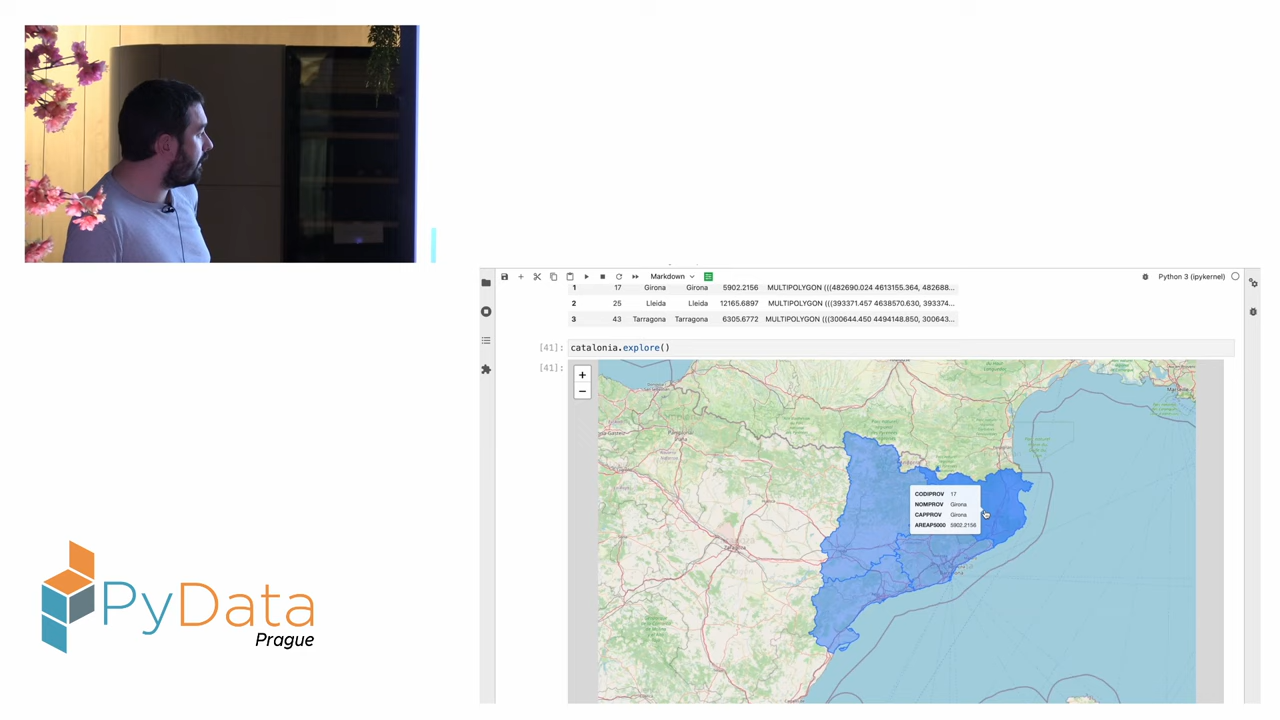 Markdown
Python 3 (ipykernel)
1 17 Girona Girona 5902.2156 MULTIPOLYGON (((482690.024 4613155.364, 482688...
2 25 Lleida Lleida 12165.6897 MULTIPOLYGON (((393371.457 4638570.630, 393374...
3 43 Tarragona Tarragona 6305.6772 MULTIPOLYGON (((300644.450 4494148.850, 300643...
[41]: catalonia.explore()
[41]:
+
−
CODIPROV 17
NOMPROV Girona
CAPPROV Girona
AREAP5000 5902.2156
PyData
Prague